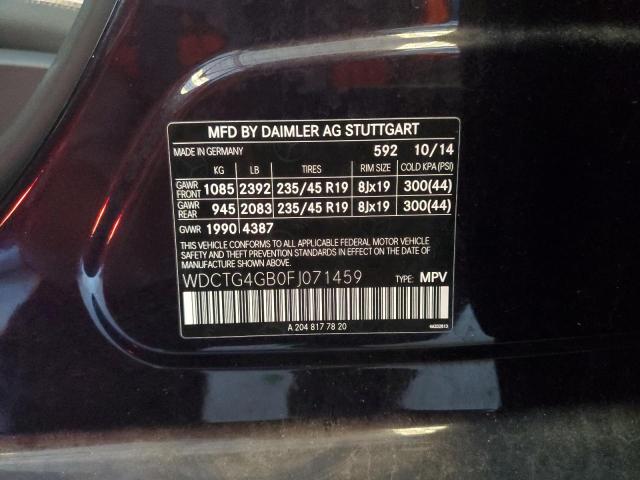 MFD BY DAIMLER AG STUTTGART
MADE IN GERMANY 592 10/14
KG LB TIRES RIM SIZE COLD KPA (PSI)
GAWR FRONT 1085 2392 235/45 R19 8Jx19 300(44)
GAWR REAR 945 2083 235/45 R19 8Jx19 300(44)
GVWR 1990 4387
THIS VEHICLE CONFORMS TO ALL APPLICABLE FEDERAL MOTOR VEHICLE
SAFETY AND THEFT PREVENTION STANDARDS IN EFFECT ON THE DATE OF
MANUFACTURE SHOWN ABOVE.
WDCTG4GB0FJ071459 TYPE: MPV
A 204 817 78 20